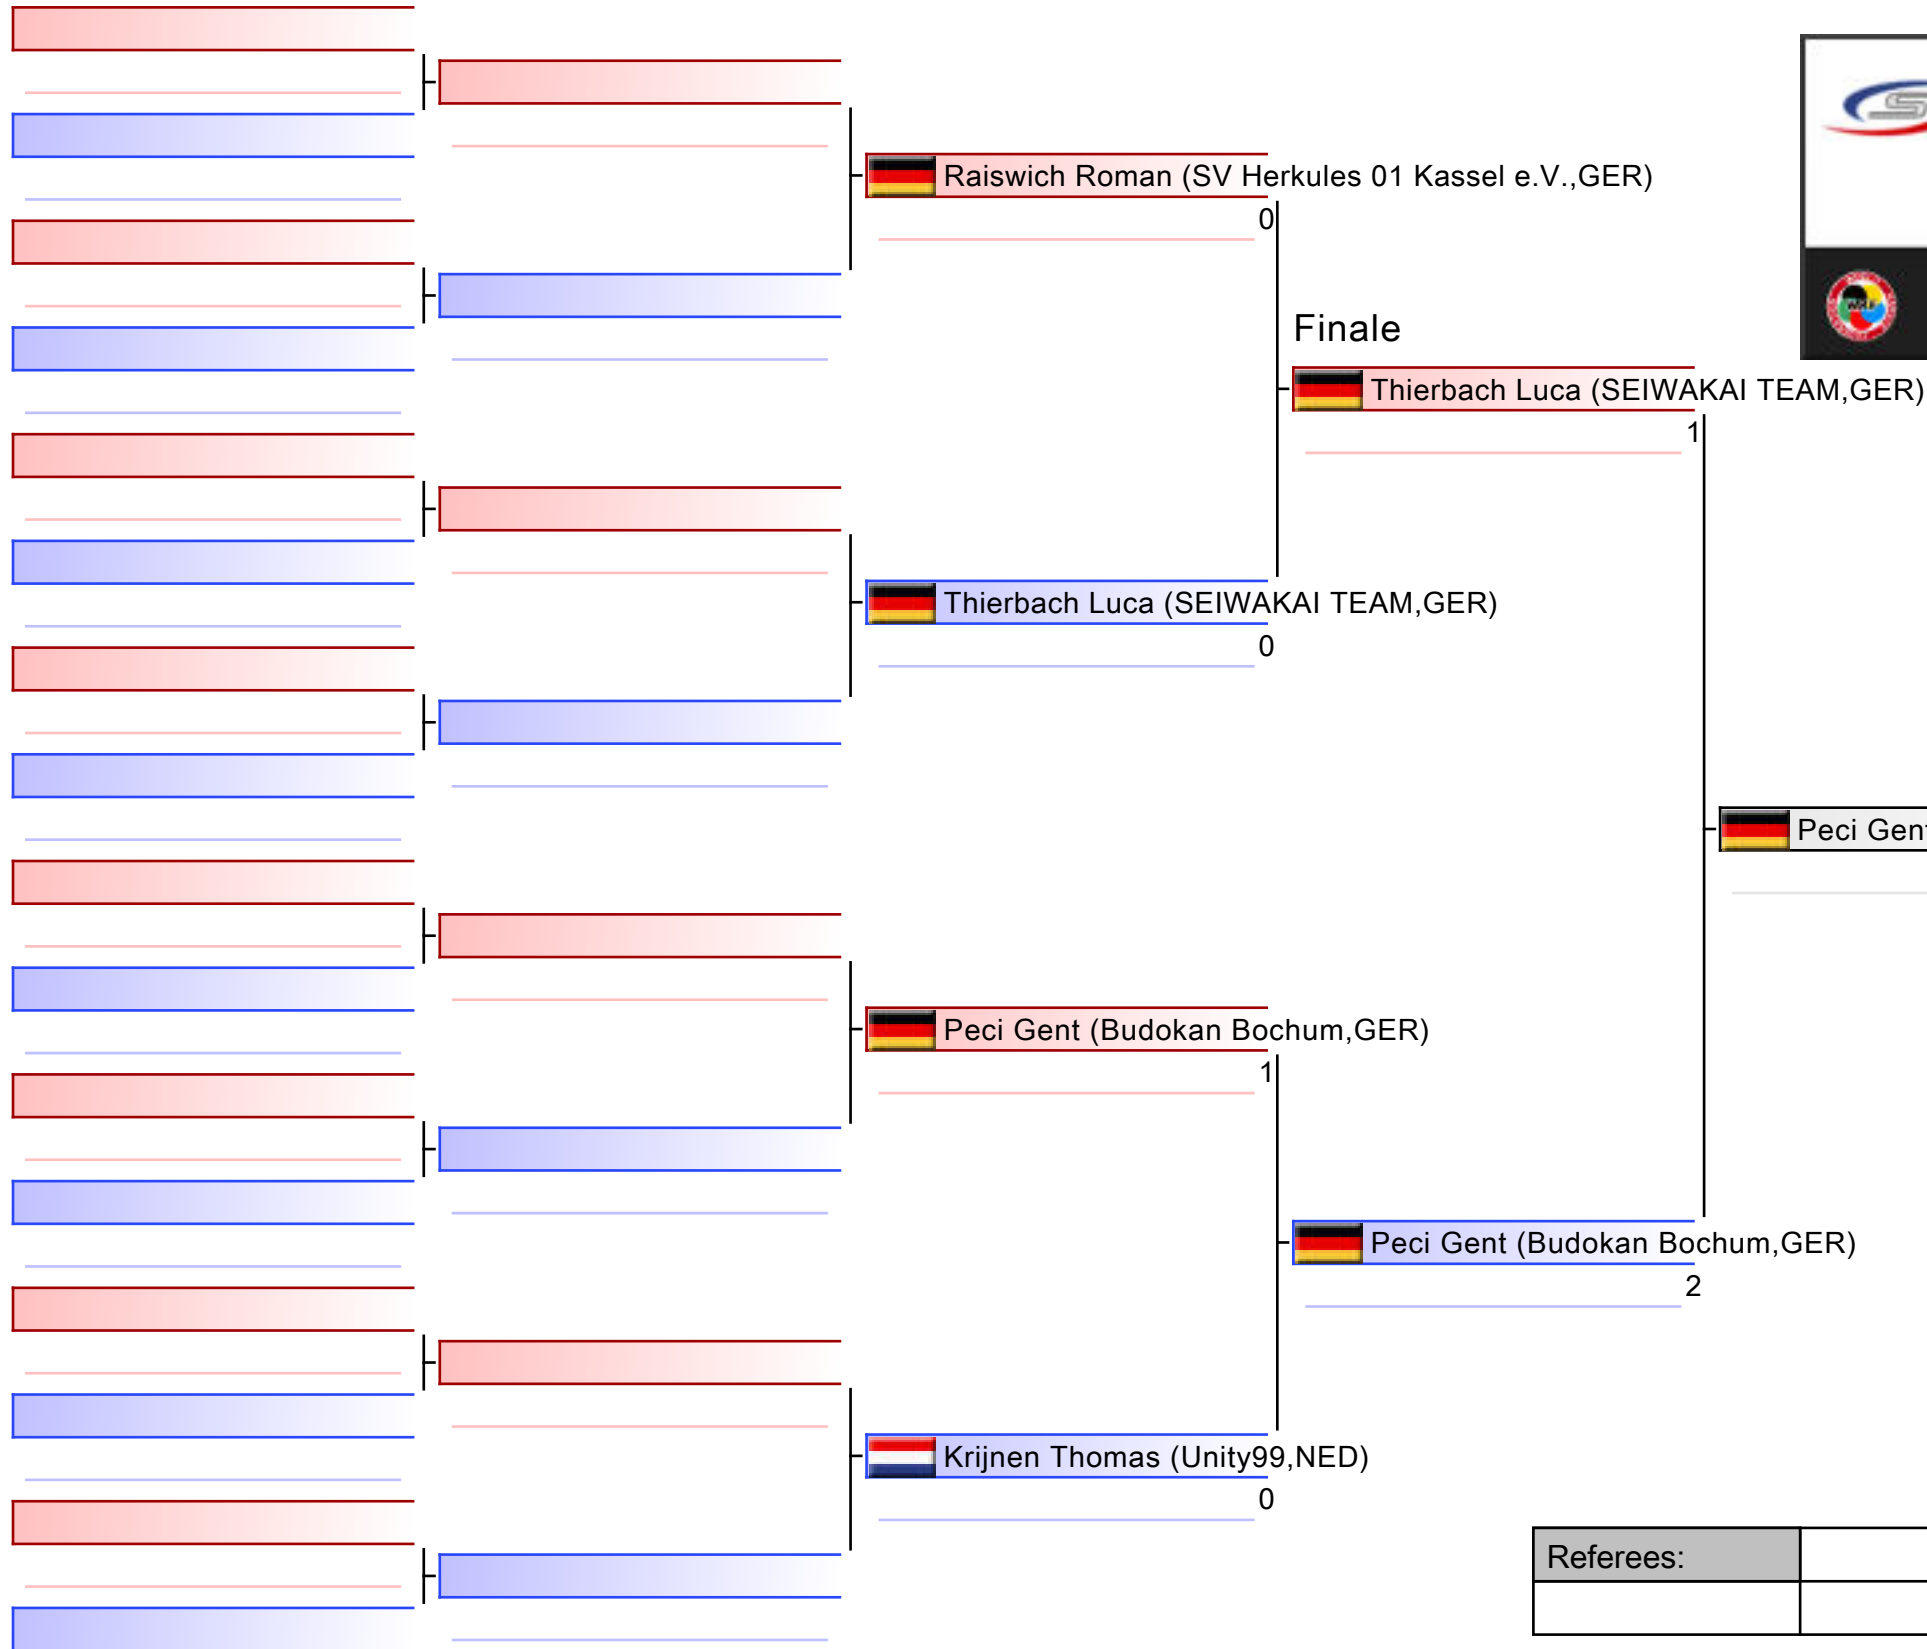 Raiswich Roman (SV Herkules 01 Kassel e.V.,GER)
0
Finale
Thierbach Luca (SEIWAKAI TEAM,GER)
1
Thierbach Luca (SEIWAKAI TEAM,GER)
0
Peci Gent
Peci Gent (Budokan Bochum,GER)
1
Peci Gent (Budokan Bochum,GER)
2
Krijnen Thomas (Unity99,NED)
0
Referees: